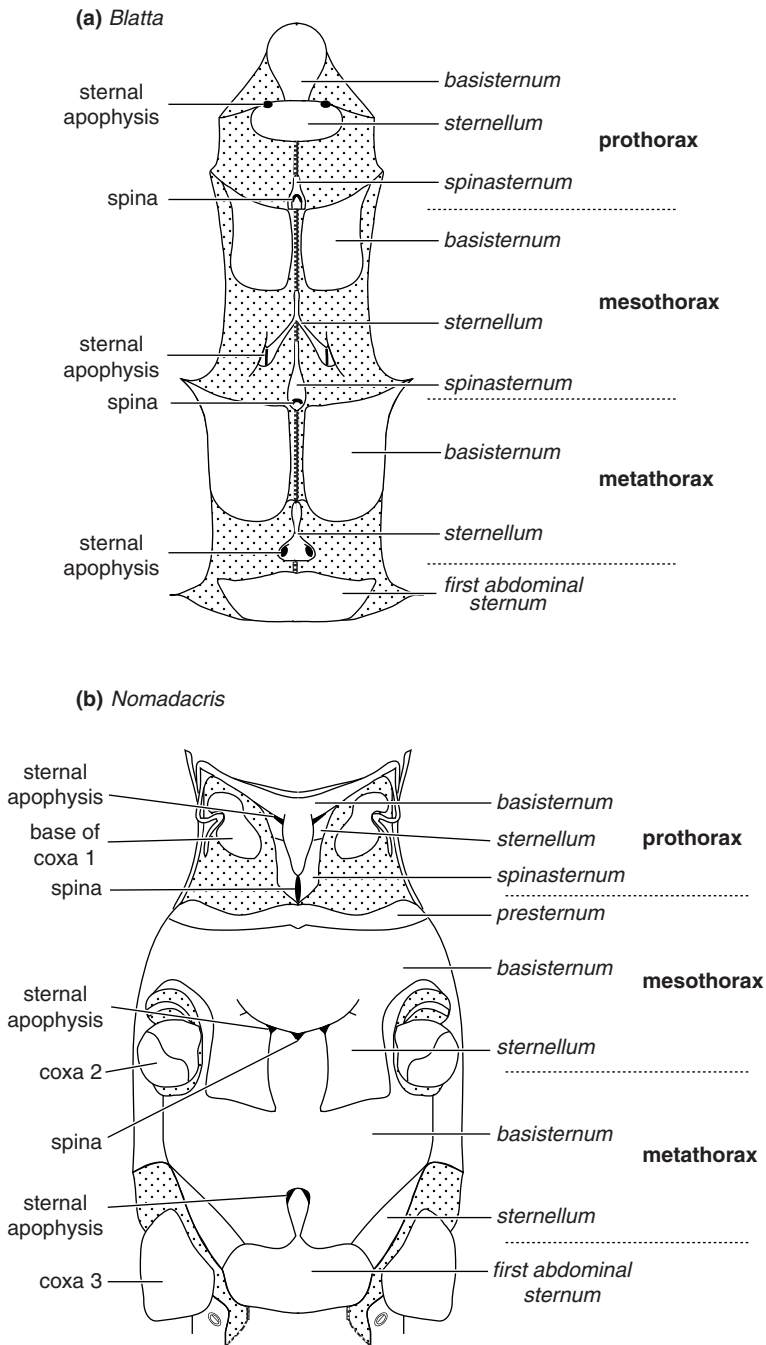 (a) Blatta
basisternum
sternal
apophysis
sternellum
prothorax
spinasternum
spina
basisternum
mesothorax
sternellum
sternal
apophysis
spinasternum
spina
basisternum
metathorax
sternellum
sternal
apophysis
first abdominal
sternum
(b) Nomadacris
sternal
apophysis
basisternum
base of
coxa 1
sternellum
prothorax
spinasternum
spina
presternum
basisternum
mesothorax
sternal
apophysis
sternellum
coxa 2
basisternum
spina
metathorax
sternal
apophysis
sternellum
first abdominal
sternum
coxa 3